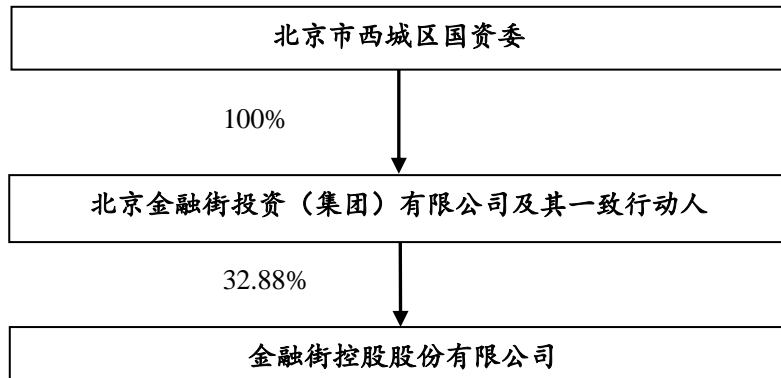 北京市西城区国资委
100%
北京金融街投资（集团）有限公司及其一致行动人
32.88%
金融街控股股份有限公司